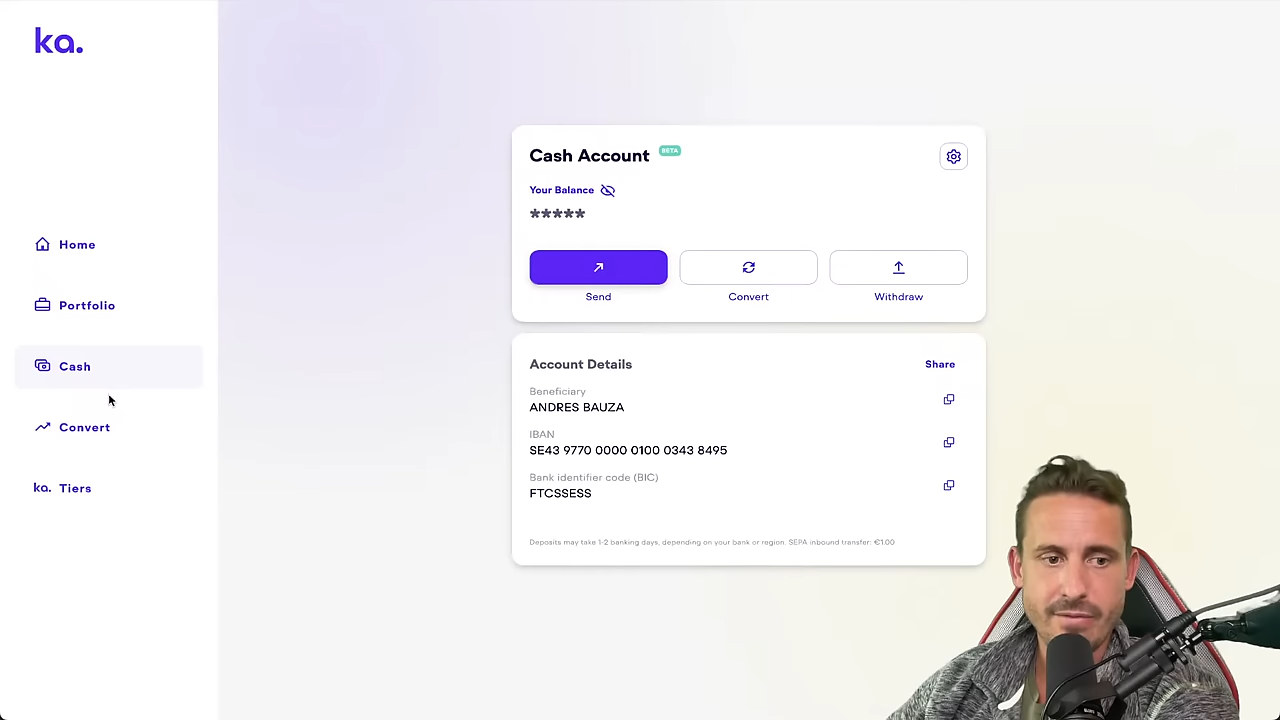 ka.
Home
Portfolio
Cash
Convert
ka. Tiers
Cash Account BETA
Your Balance
*****
Send
Convert
Withdraw
Account Details
Share
Beneficiary
ANDRES BAUZA
IBAN
SE43 9770 0000 0100 0343 8495
Bank identifier code (BIC)
FTCSSESS
Deposits may take 1-2 banking days, depending on your bank or region. SEPA inbound transfer: €1.00